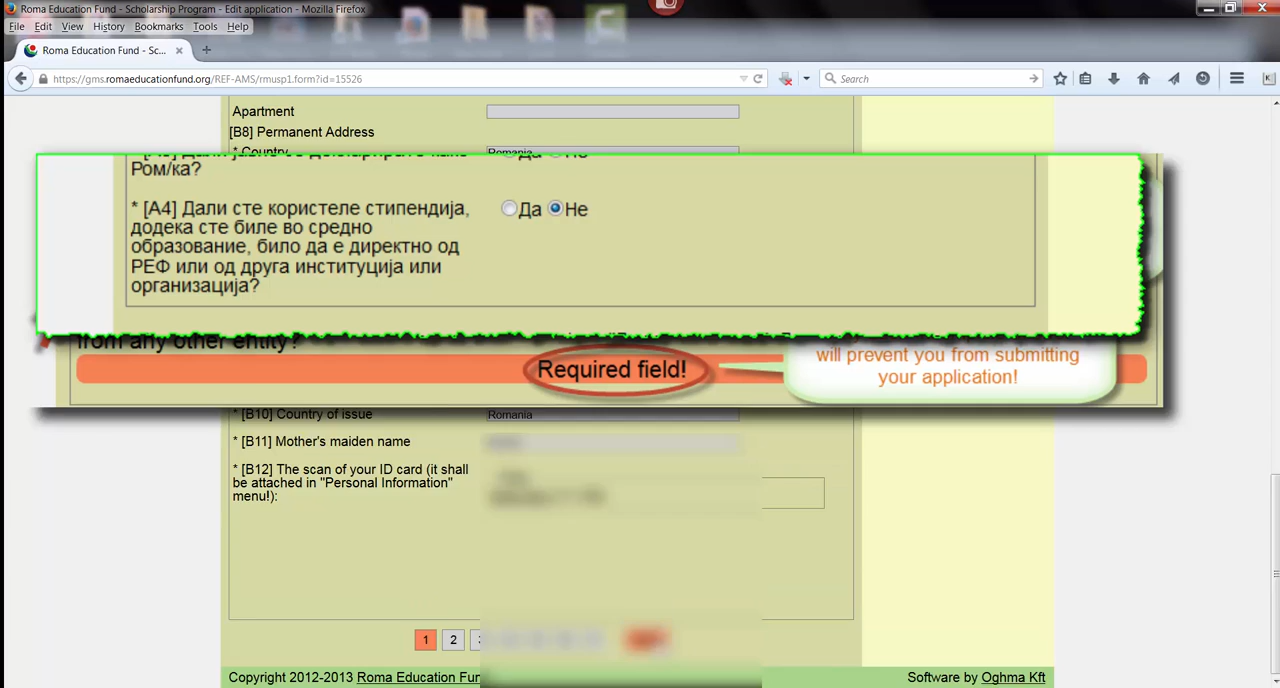 Roma Education Fund - Scholarship Program - Edit application - Mozilla Firefox
File Edit View History Bookmarks Tools Help
Roma Education Fund - Sc...
https://gms.romaeducationfund.org/REF-AMS/rmusp1.form?id=15526
Search
Apartment
[B8] Permanent Address
* Country
Romania
Ром/ка?
* [A4] Дали сте користеле стипендија,
Да Не
додека сте биле во средно
образование, било да е директно од
РЕФ или од друга институција или
организација?
from any other entity?
Required field!
will prevent you from submitting
your application!
* [B10] Country of issue
Romania
* [B11] Mother's maiden name
* [B12] The scan of your ID card (it shall
be attached in "Personal Information"
menu!):
1 2
Copyright 2012-2013 Roma Education Fun
Software by Oghma Kft